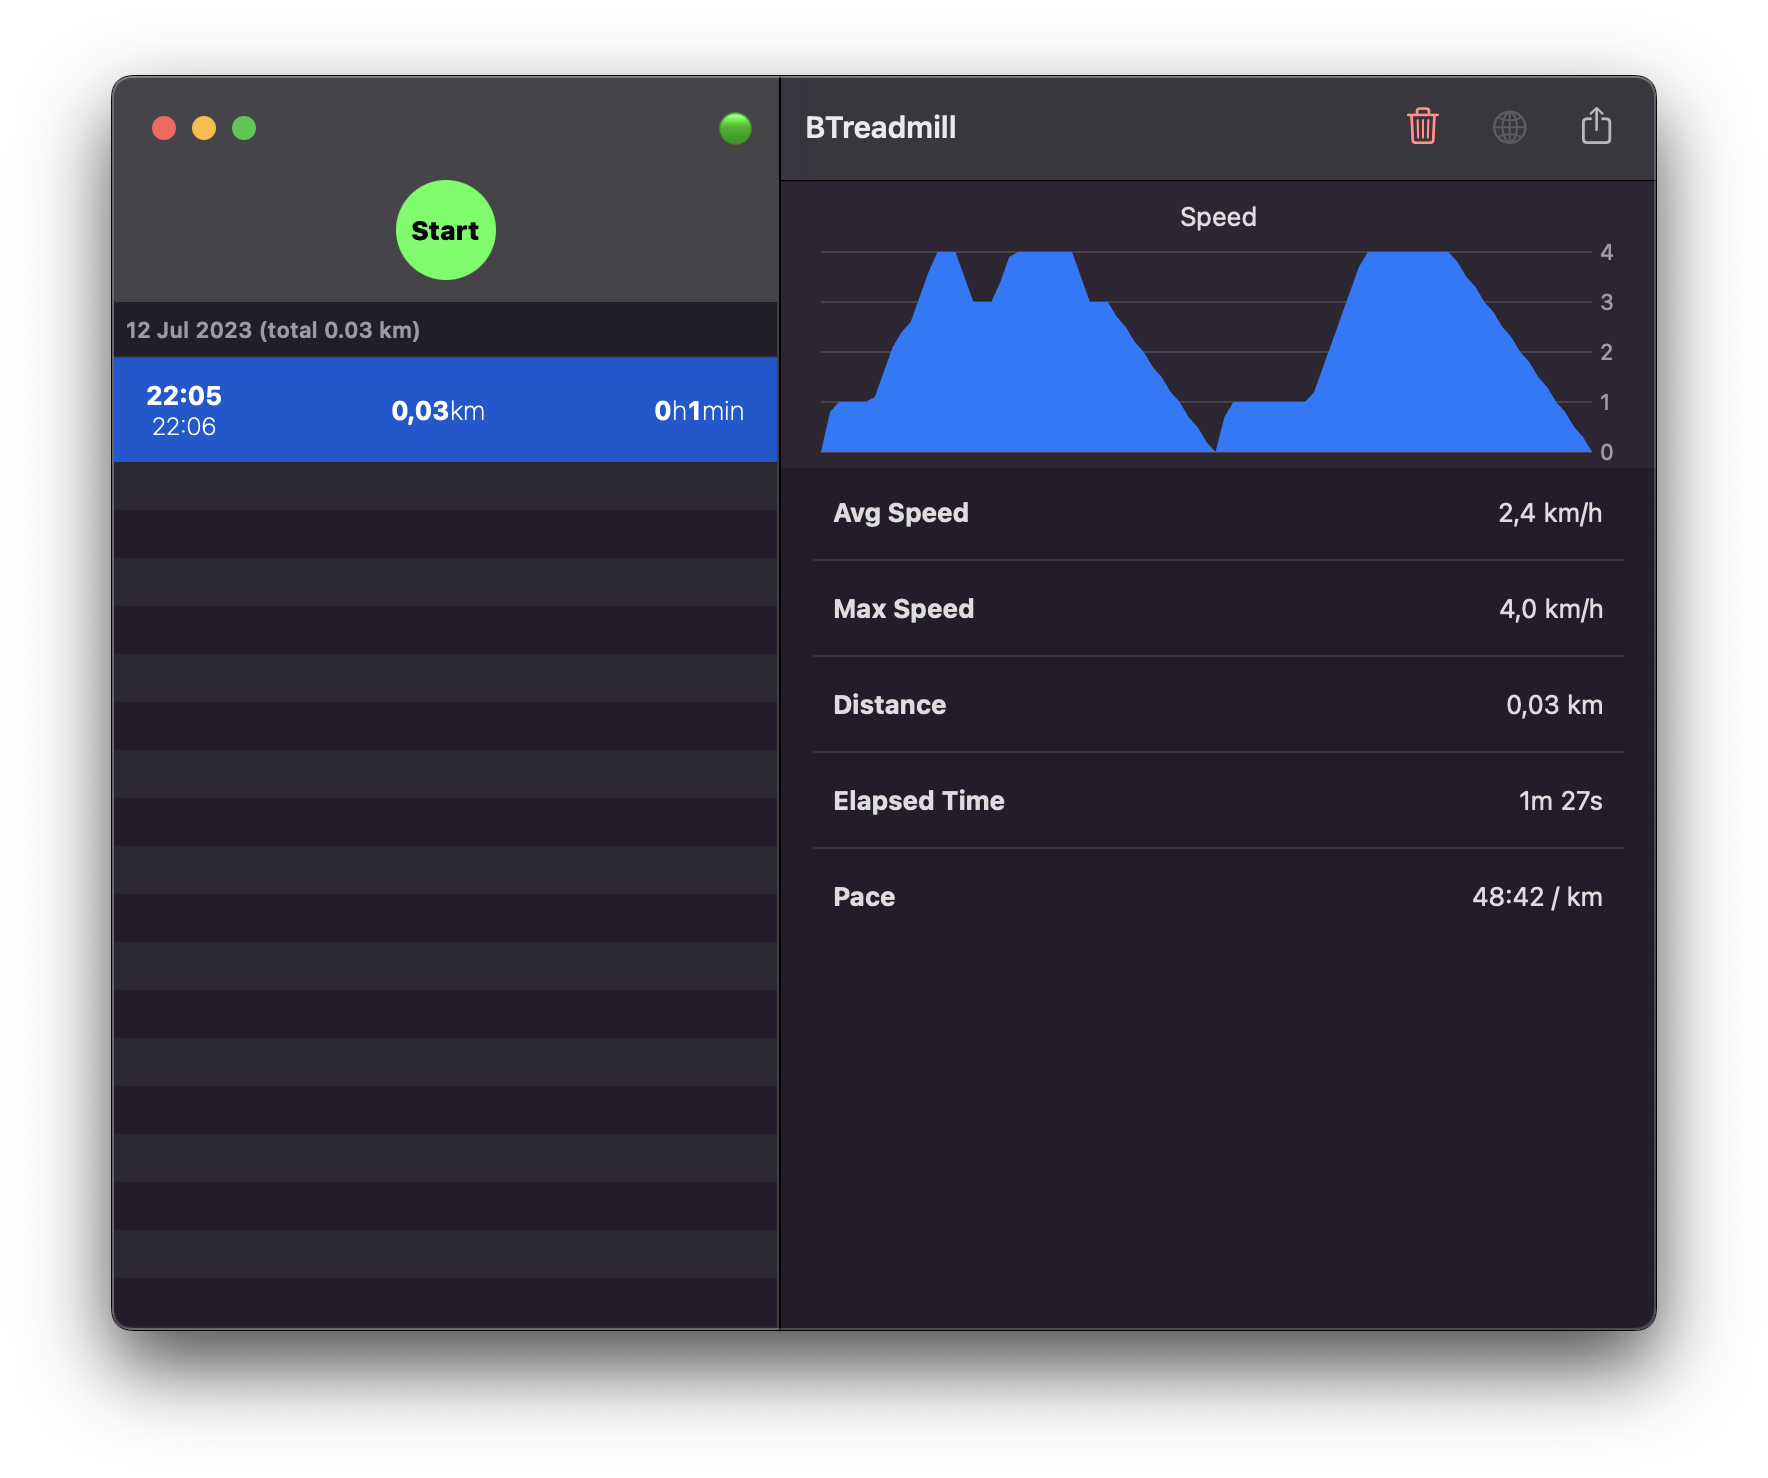 BTreadmill
Start
12 Jul 2023 (total 0.03 km)
22:05
22:06
0,03km
0h1min
Speed
4
3
2
1
0
Avg Speed 2,4 km/h
Max Speed 4,0 km/h
Distance 0,03 km
Elapsed Time 1m 27s
Pace 48:42 / km